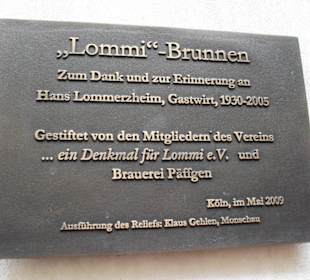 „Lommi“-Brunnen
Zum Dank und zur Erinnerung an
Hans Lommerzheim, Gastwirt, 1930-2005
Gestiftet von den Mitgliedern des Vereins
... ein Denkmal für Lommi e.V. und
Brauerei Päffgen
Köln, im Mai 2009
Ausführung des Reliefs: Klaus Gehlen, Monschau